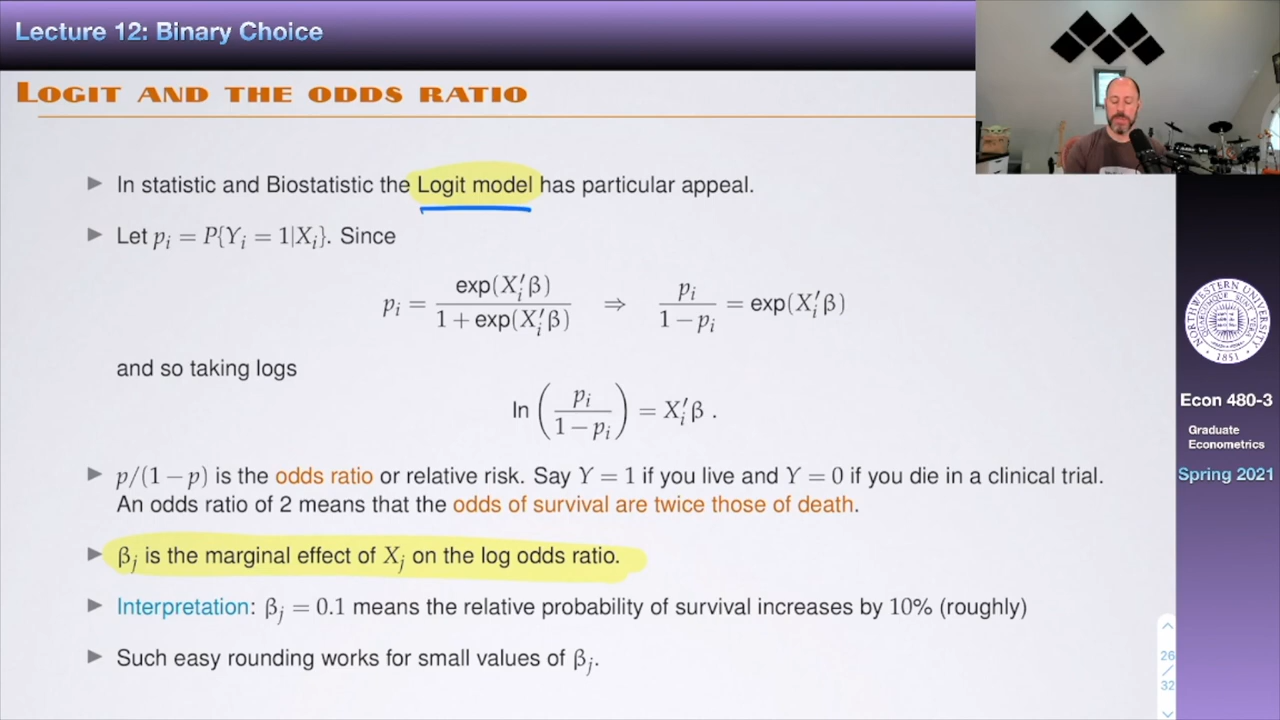 Lecture 12: Binary Choice
LOGIT AND THE ODDS RATIO
▶ In statistic and Biostatistic the Logit model has particular appeal.
▶ Let pᵢ = P{Yᵢ = 1|Xᵢ}. Since
pᵢ = exp(Xᵢ′β) / (1 + exp(Xᵢ′β)) ⇒ pᵢ / (1 − pᵢ) = exp(Xᵢ′β)
and so taking logs
ln (pᵢ / (1 − pᵢ)) = Xᵢ′β .
▶ p/(1 − p) is the odds ratio or relative risk. Say Y = 1 if you live and Y = 0 if you die in a clinical trial.
An odds ratio of 2 means that the odds of survival are twice those of death.
▶ βⱼ is the marginal effect of Xⱼ on the log odds ratio.
▶ Interpretation: βⱼ = 0.1 means the relative probability of survival increases by 10% (roughly)
▶ Such easy rounding works for small values of βⱼ.
NORTHWESTERN UNIVERSITY
1851
Econ 480-3
Graduate
Econometrics
Spring 2021
26
/
32